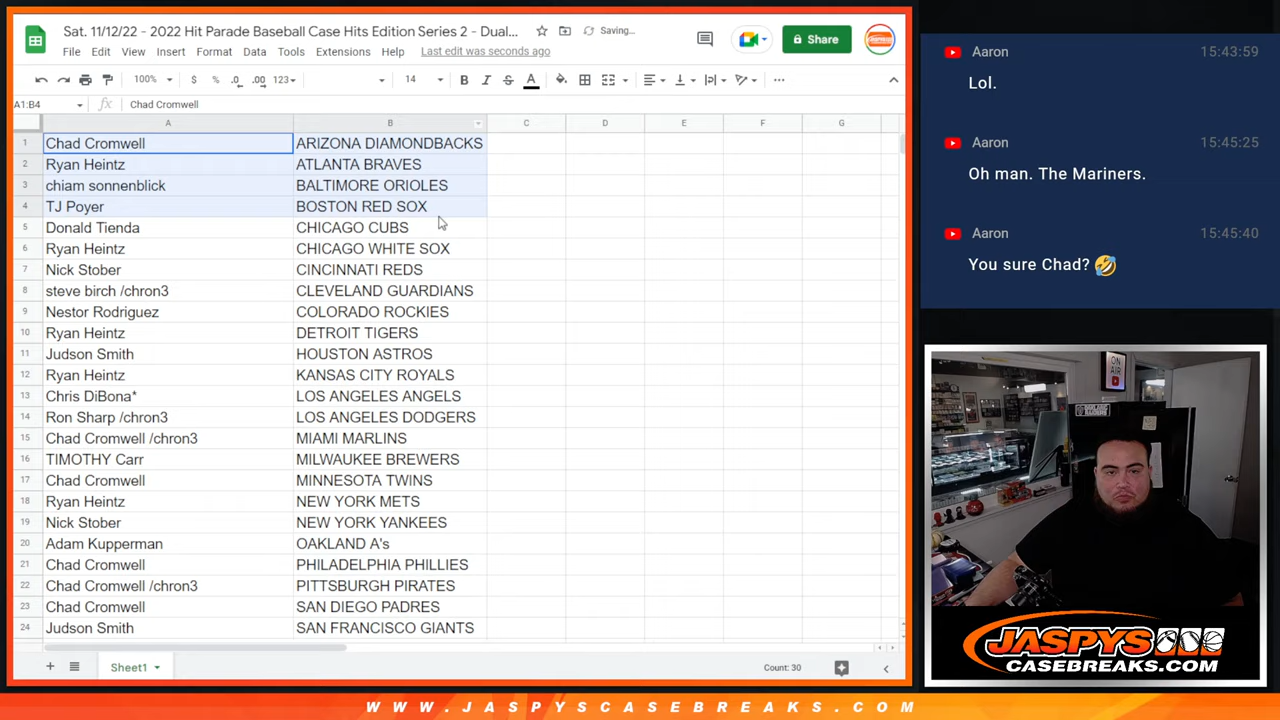 Sat. 11/12/22 - 2022 Hit Parade Baseball Case Hits Edition Series 2 - Dual...
Saving...
File Edit View Format Data Tools Extensions Help Last edit was seconds ago
Share
100% $ % .0 .00 123 14 B I S A
A1:B4 fx Chad Cromwell
A B C D E F G
1 Chad Cromwell ARIZONA DIAMONDBACKS
2 Ryan Heintz ATLANTA BRAVES
3 chiam sonnenblick BALTIMORE ORIOLES
4 TJ Poyer BOSTON RED SOX
5 Donald Tienda CHICAGO CUBS
6 Ryan Heintz CHICAGO WHITE SOX
7 Nick Stober CINCINNATI REDS
8 steve birch /chron3 CLEVELAND GUARDIANS
9 Nestor Rodriguez COLORADO ROCKIES
10 Ryan Heintz DETROIT TIGERS
11 Judson Smith HOUSTON ASTROS
12 Ryan Heintz KANSAS CITY ROYALS
13 Chris DiBona* LOS ANGELES ANGELS
14 Ron Sharp /chron3 LOS ANGELES DODGERS
15 Chad Cromwell /chron3 MIAMI MARLINS
16 TIMOTHY Carr MILWAUKEE BREWERS
17 Chad Cromwell MINNESOTA TWINS
18 Ryan Heintz NEW YORK METS
19 Nick Stober NEW YORK YANKEES
20 Adam Kupperman OAKLAND A's
21 Chad Cromwell PHILADELPHIA PHILLIES
22 Chad Cromwell /chron3 PITTSBURGH PIRATES
23 Chad Cromwell SAN DIEGO PADRES
24 Judson Smith SAN FRANCISCO GIANTS
Sheet1
Count: 30
Aaron 15:43:59
Lol.
Aaron 15:45:25
Oh man. The Mariners.
Aaron 15:45:40
You sure Chad? 🤣
ON AIR
JASPYS
CASEBREAKS.COM
WWW.JASPYSCASEBREAKS.COM